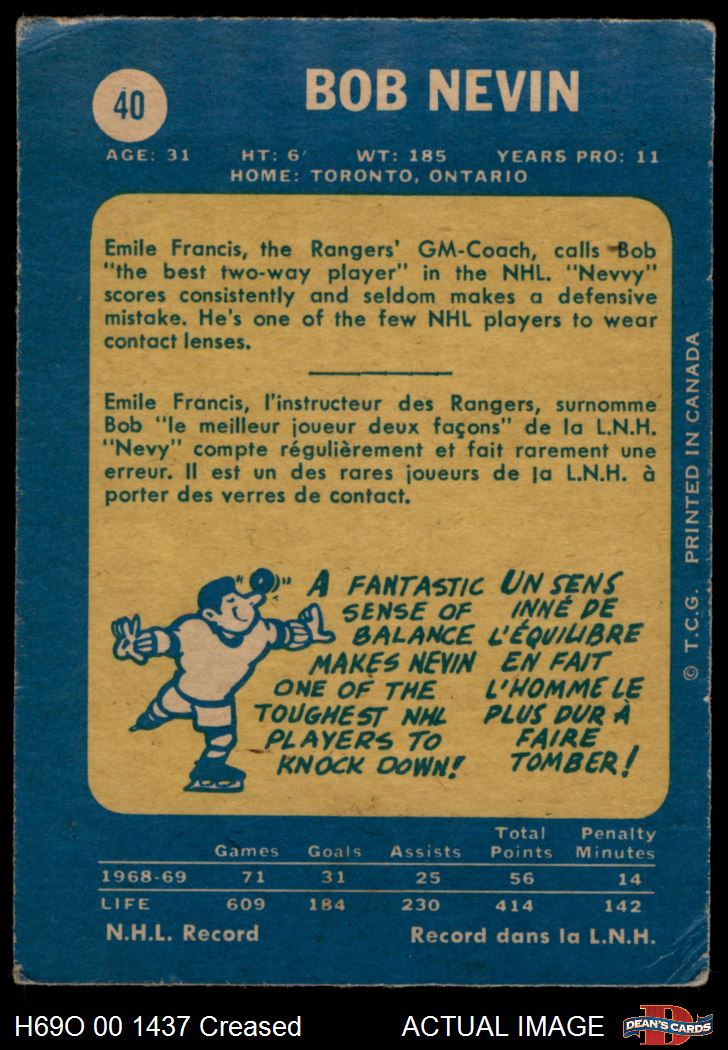 40
BOB NEVIN
AGE: 31 HT: 6' WT: 185 YEARS PRO: 11
HOME: TORONTO, ONTARIO
Emile Francis, the Rangers' GM-Coach, calls Bob
"the best two-way player" in the NHL. "Nevvy"
scores consistently and seldom makes a defensive
mistake. He's one of the few NHL players to wear
contact lenses.
Emile Francis, l'instructeur des Rangers, surnomme
Bob "le meilleur joueur deux façons" de la L.N.H.
"Nevy" compte régulièrement et fait rarement une
erreur. Il est un des rares joueurs de la L.N.H. à
porter des verres de contact.
A FANTASTIC
SENSE OF
BALANCE
MAKES NEVIN
ONE OF THE
TOUGHEST NHL
PLAYERS TO
KNOCK DOWN!
UN SENS
INNÉ DE
L'ÉQUILIBRE
EN FAIT
L'HOMME LE
PLUS DUR À
FAIRE
TOMBER!
© T.C.G. PRINTED IN CANADA
Total Penalty
Games Goals Assists Points Minutes
1968-69 71 31 25 56 14
LIFE 609 184 230 414 142
N.H.L. Record Record dans la L.N.H.
H69O 00 1437 Creased ACTUAL IMAGE
D
DEAN'S CARDS